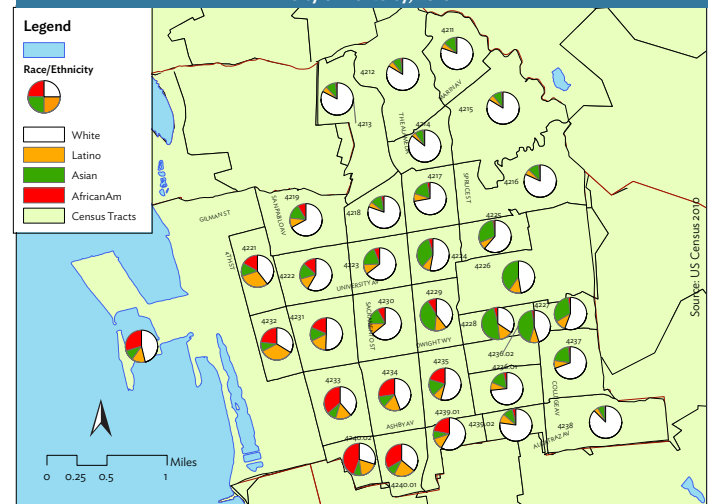 Legend
Race/Ethnicity
White
Latino
Asian
AfricanAm
Census Tracts
4211
4212
MARIN AV
4215
4213
THE ALAMEDA
4214
4217
SPRUCE ST
4216
4219
SAN PABLO AV
GILMAN ST
4218
4225
4221
4TH ST
4222
4223
4224
4226
UNIVERSITY AV
4229
4227
4230
SACRAMENTO ST
4228
4232
4231
DWIGHT WY
4236.02
4235
4236.01
4237
4234
4233
COLLEGE AV
4239.01
4239.02
4238
ASHBY AV
ALCATRAZ AV
4240.02
4240.01
Miles
0 0.25 0.5 1
Source: US Census 2010